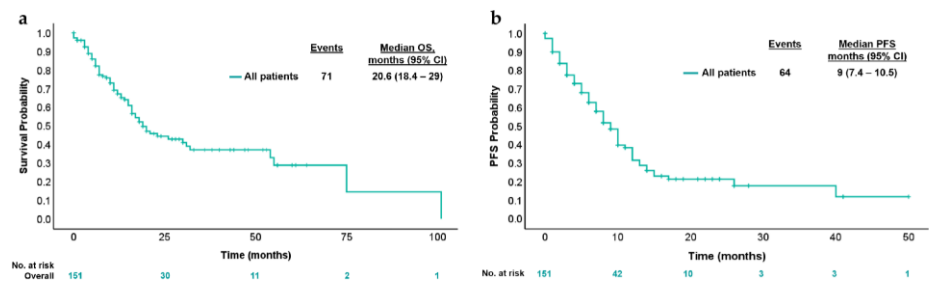 a
1.0
0.9
0.8
0.7
0.6
0.5
0.4
0.3
0.2
0.1
0.0
Survival Probability
Events
Median OS,
months (95% CI)
All patients 71 20.6 (18.4 – 29)
0 25 50 75 100
Time (months)
No. at risk
Overall 151 30 11 2 1
b
1.0
0.9
0.8
0.7
0.6
0.5
0.4
0.3
0.2
0.1
0.0
PFS Probability
Events
Median PFS
months (95% CI)
All patients 64 9 (7.4 – 10.5)
0 10 20 30 40 50
Time (months)
No. at risk 151 42 10 3 3 1